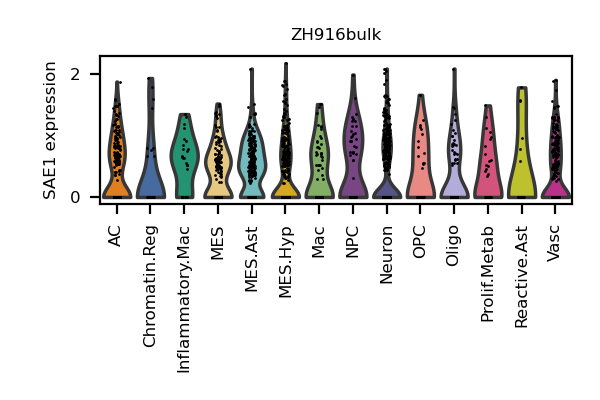 ZH916bulk
SAE1 expression
2
0
AC
Chromatin.Reg
Inflammatory.Mac
MES
MES.Ast
MES.Hyp
Mac
NPC
Neuron
OPC
Oligo
Prolif.Metab
Reactive.Ast
Vasc